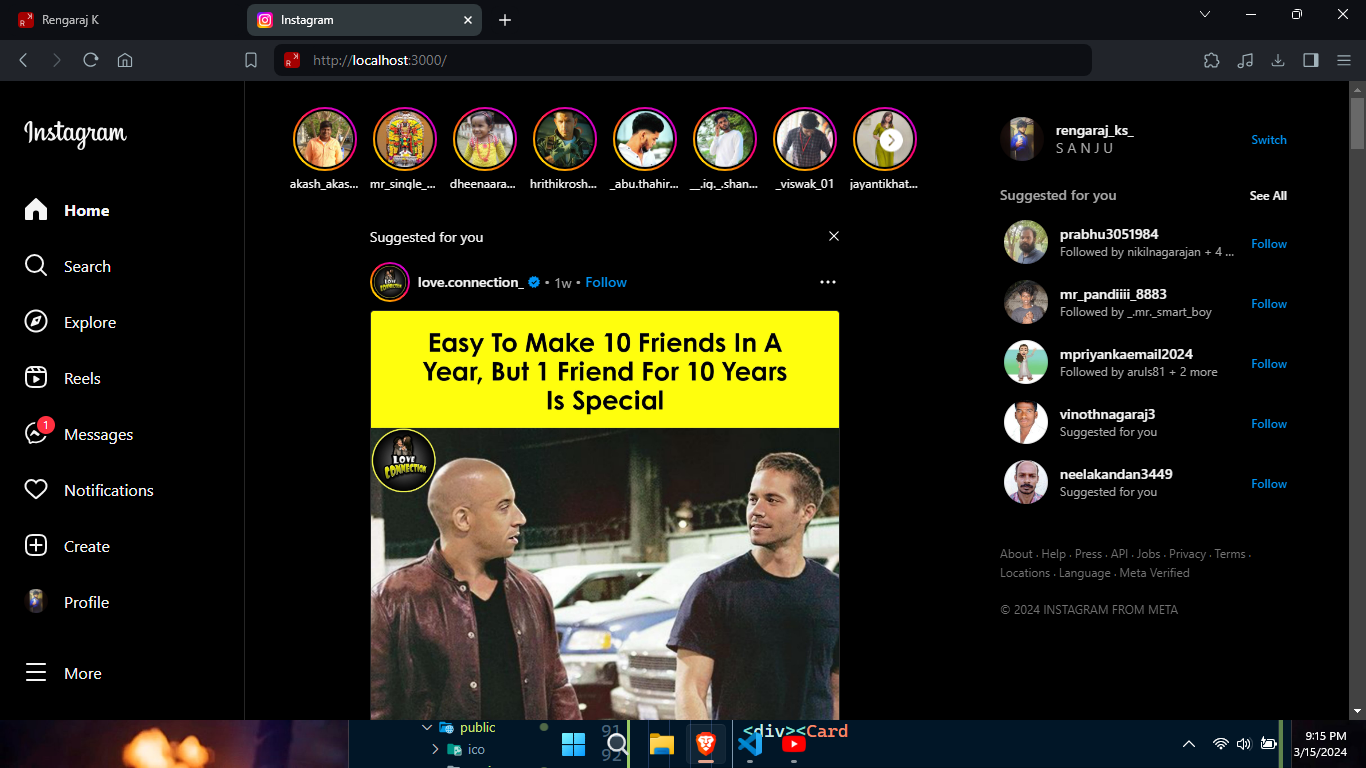 Rengaraj K
Instagram
http://localhost:3000/
Instagram
Home
Search
Explore
Reels
1
Messages
Notifications
Create
Profile
More
akash_akas...
mr_single_...
dheenaara...
hrithikrosh...
_abu.thahir...
__.iq._.shan...
_viswak_01
jayantikhat...
Suggested for you
love.connection_ • 1w • Follow
Easy To Make 10 Friends In A
Year, But 1 Friend For 10 Years
Is Special
LOVE
CONNECTION
rengaraj_ks_
S A N J U
Switch
Suggested for you
See All
prabhu3051984
Followed by nikilnagarajan + 4 ...
Follow
mr_pandiiii_8883
Followed by _.mr._smart_boy
Follow
mpriyankaemail2024
Followed by aruls81 + 2 more
Follow
vinothnagaraj3
Suggested for you
Follow
neelakandan3449
Suggested for you
Follow
About · Help · Press · API · Jobs · Privacy · Terms ·
Locations · Language · Meta Verified
© 2024 INSTAGRAM FROM META
public
ico
91
92
<div><Card
9:15 PM
3/15/2024